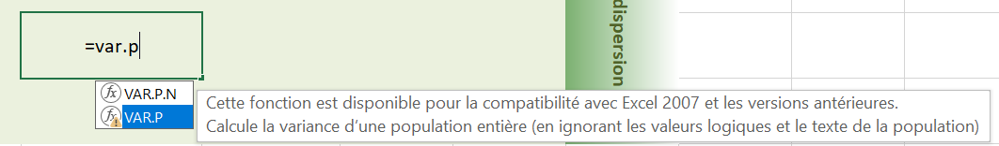 dispersion
=var.p
VAR.P.N
VAR.P
Cette fonction est disponible pour la compatibilité avec Excel 2007 et les versions antérieures.
Calcule la variance d’une population entière (en ignorant les valeurs logiques et le texte de la population)